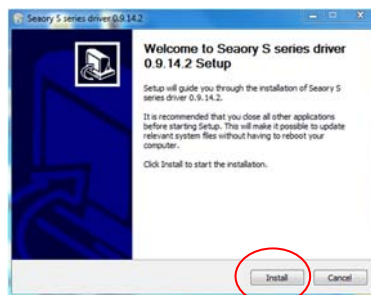 Seaory S series driver 0.9.14.2
Welcome to Seaory S series driver
0.9.14.2 Setup
Setup will guide you through the installation of Seaory S
series driver 0.9.14.2.
It is recommended that you close all other applications
before starting Setup. This will make it possible to update
relevant system files without having to reboot your
computer.
Click Install to start the installation.
Install
Cancel